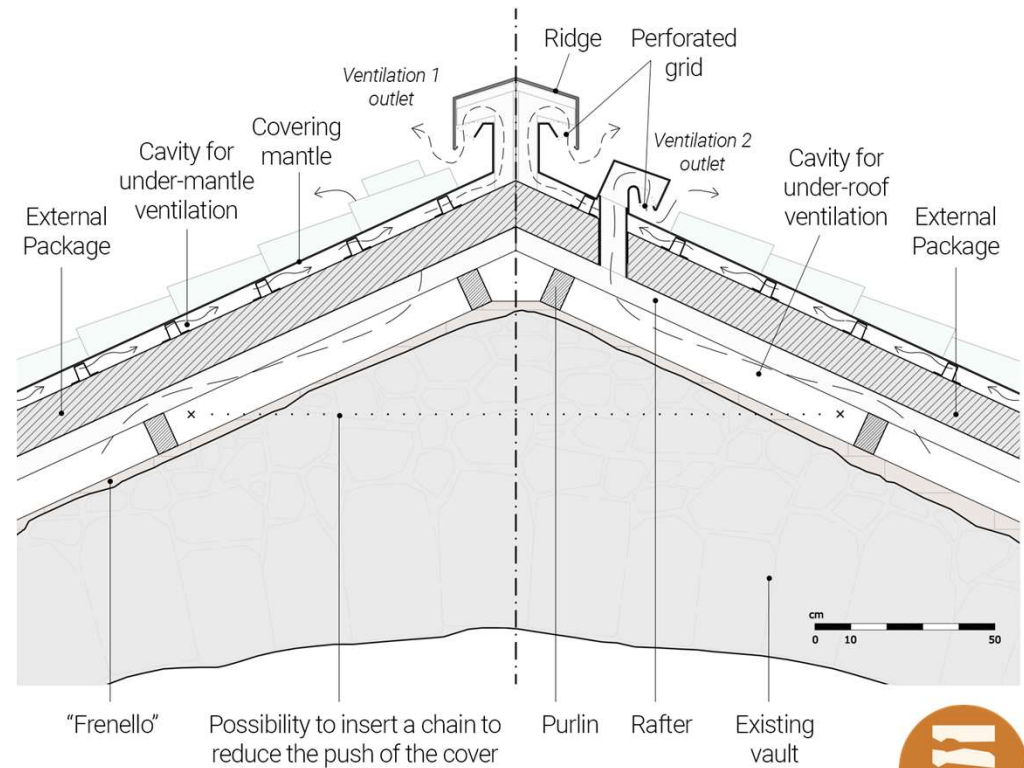 Ridge
Perforated
grid
Ventilation 1
outlet
Covering
mantle
Ventilation 2
outlet
Cavity for
under-mantle
ventilation
Cavity for
under-roof
ventilation
External
Package
External
Package
cm
0 10 50
"Frenello"
Possibility to insert a chain to
reduce the push of the cover
Purlin
Rafter
Existing
vault